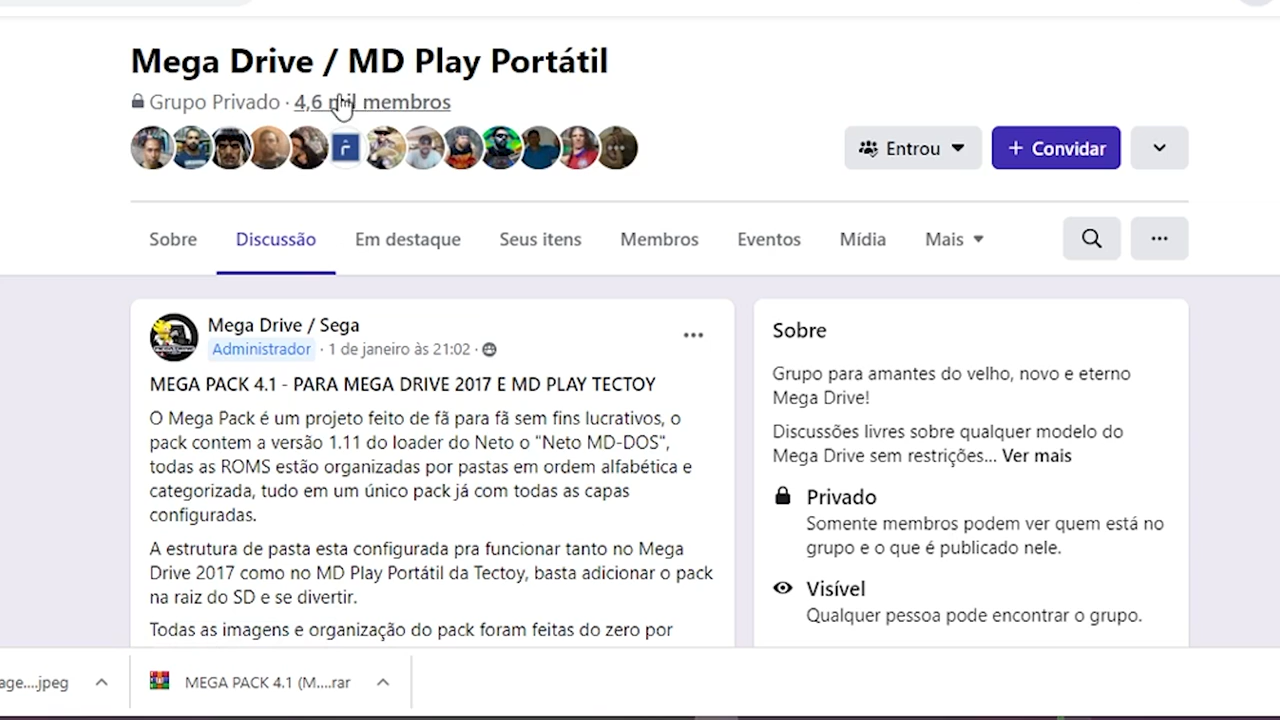 Mega Drive / MD Play Portátil
Grupo Privado · 4,6 mil membros
Entrou
+ Convidar
Sobre
Discussão
Em destaque
Seus itens
Membros
Eventos
Mídia
Mais
Mega Drive / Sega
Administrador · 1 de janeiro às 21:02 ·
MEGA PACK 4.1 - PARA MEGA DRIVE 2017 E MD PLAY TECTOY
O Mega Pack é um projeto feito de fã para fã sem fins lucrativos, o
pack contem a versão 1.11 do loader do Neto o "Neto MD-DOS",
todas as ROMS estão organizadas por pastas em ordem alfabética e
categorizada, tudo em um único pack já com todas as capas
configuradas.
A estrutura de pasta esta configurada pra funcionar tanto no Mega
Drive 2017 como no MD Play Portátil da Tectoy, basta adicionar o pack
na raiz do SD e se divertir.
Todas as imagens e organização do pack foram feitas do zero por
Sobre
Grupo para amantes do velho, novo e eterno
Mega Drive!
Discussões livres sobre qualquer modelo do
Mega Drive sem restrições... Ver mais
Privado
Somente membros podem ver quem está no
grupo e o que é publicado nele.
Visível
Qualquer pessoa pode encontrar o grupo.
age....jpeg
MEGA PACK 4.1 (M....rar